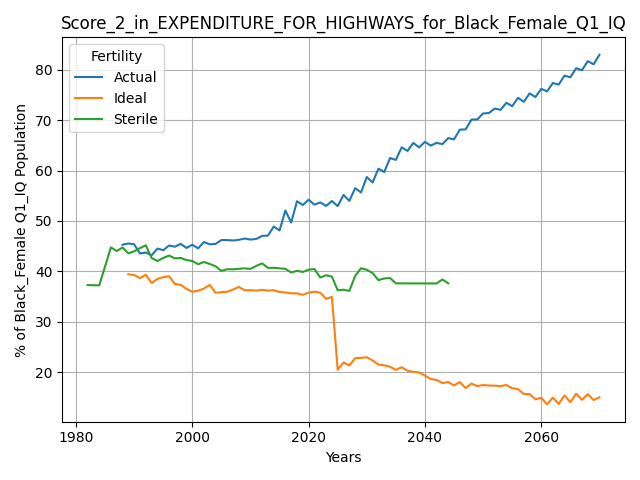 Score_2_in_EXPENDITURE_FOR_HIGHWAYS_for_Black_Female_Q1_IQ
Fertility
Actual
Ideal
Sterile
% of Black_Female Q1_IQ Population
80
70
60
50
40
30
20
1980
2000
2020
2040
2060
Years